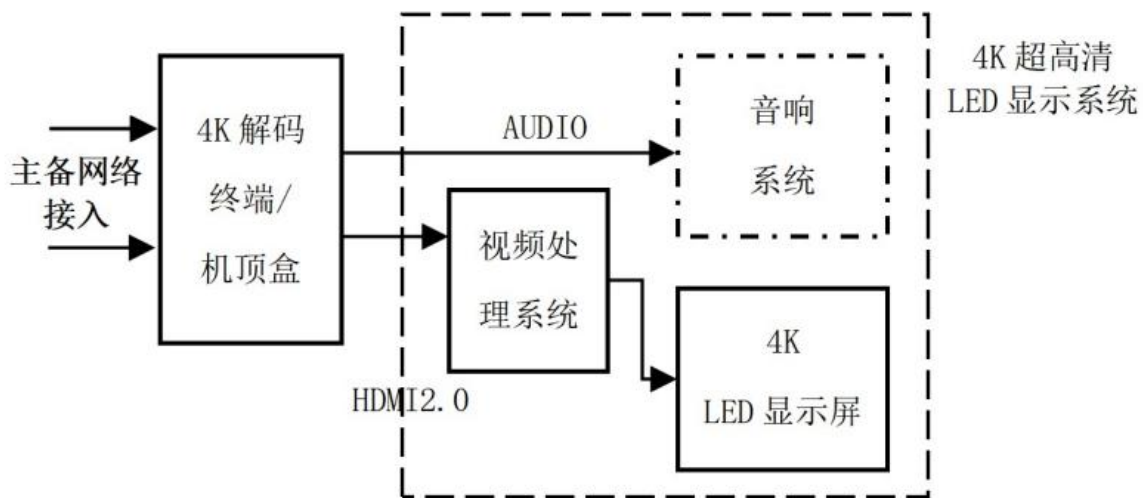 4K 超高清
LED 显示系统
主备网络
接入
4K 解码
终端/
机顶盒
AUDIO
音响
系统
视频处
理系统
HDMI2.0
4K
LED 显示屏